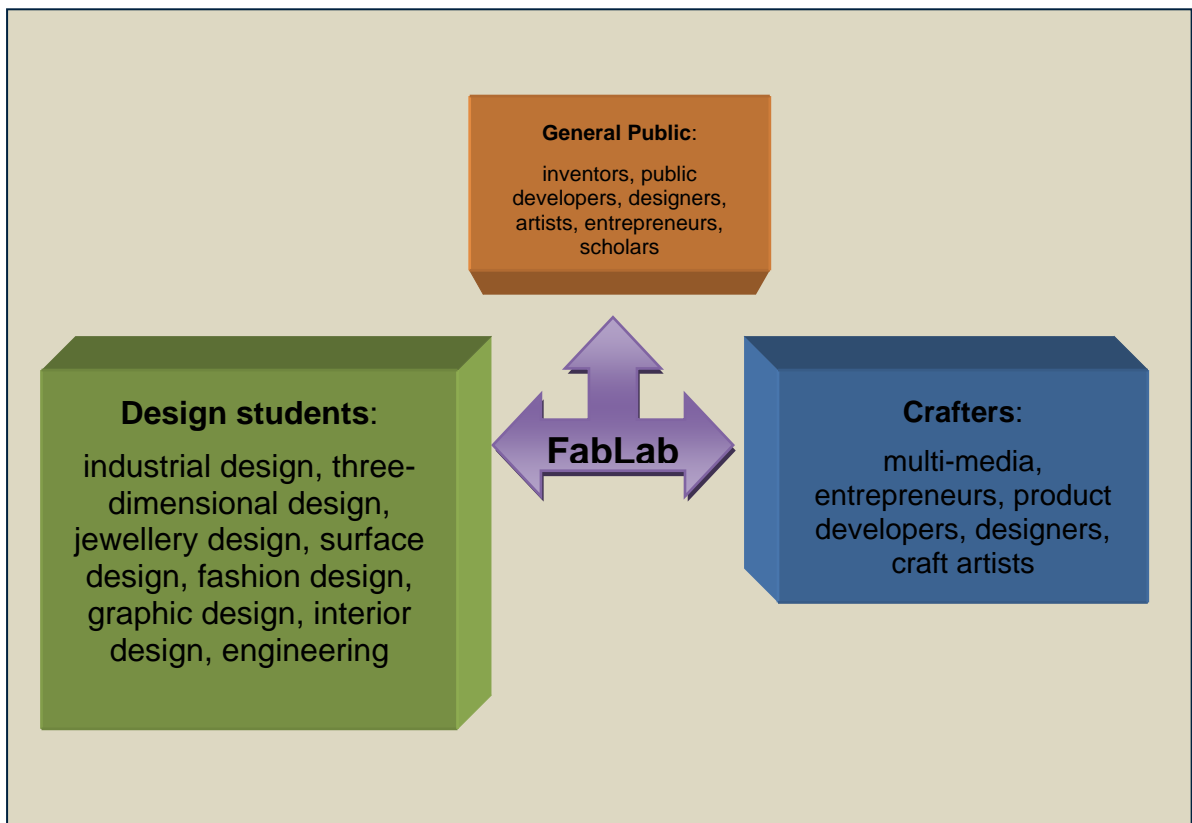 General Public:
inventors, public
developers, designers,
artists, entrepreneurs,
scholars
Design students:
industrial design, three-
dimensional design,
jewellery design, surface
design, fashion design,
graphic design, interior
design, engineering
FabLab
Crafters:
multi-media,
entrepreneurs, product
developers, designers,
craft artists